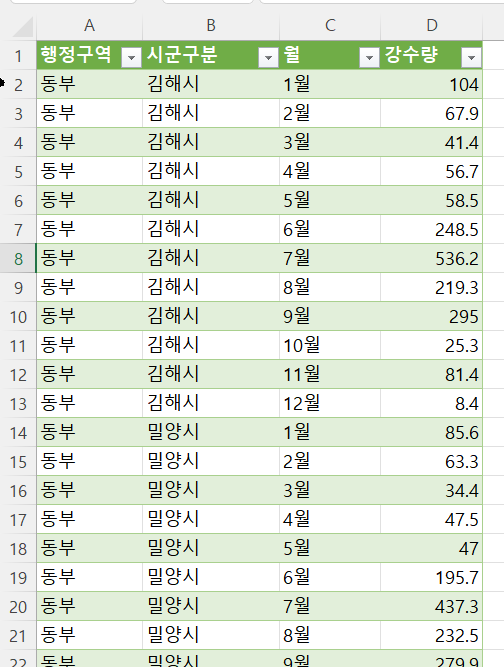 A B C D
1 행정구역 시군구분 월 강수량
2 동부 김해시 1월 104
3 동부 김해시 2월 67.9
4 동부 김해시 3월 41.4
5 동부 김해시 4월 56.7
6 동부 김해시 5월 58.5
7 동부 김해시 6월 248.5
8 동부 김해시 7월 536.2
9 동부 김해시 8월 219.3
10 동부 김해시 9월 295
11 동부 김해시 10월 25.3
12 동부 김해시 11월 81.4
13 동부 김해시 12월 8.4
14 동부 밀양시 1월 85.6
15 동부 밀양시 2월 63.3
16 동부 밀양시 3월 34.4
17 동부 밀양시 4월 47.5
18 동부 밀양시 5월 47
19 동부 밀양시 6월 195.7
20 동부 밀양시 7월 437.3
21 동부 밀양시 8월 232.5
22 동부 밀양시 9월 279.9